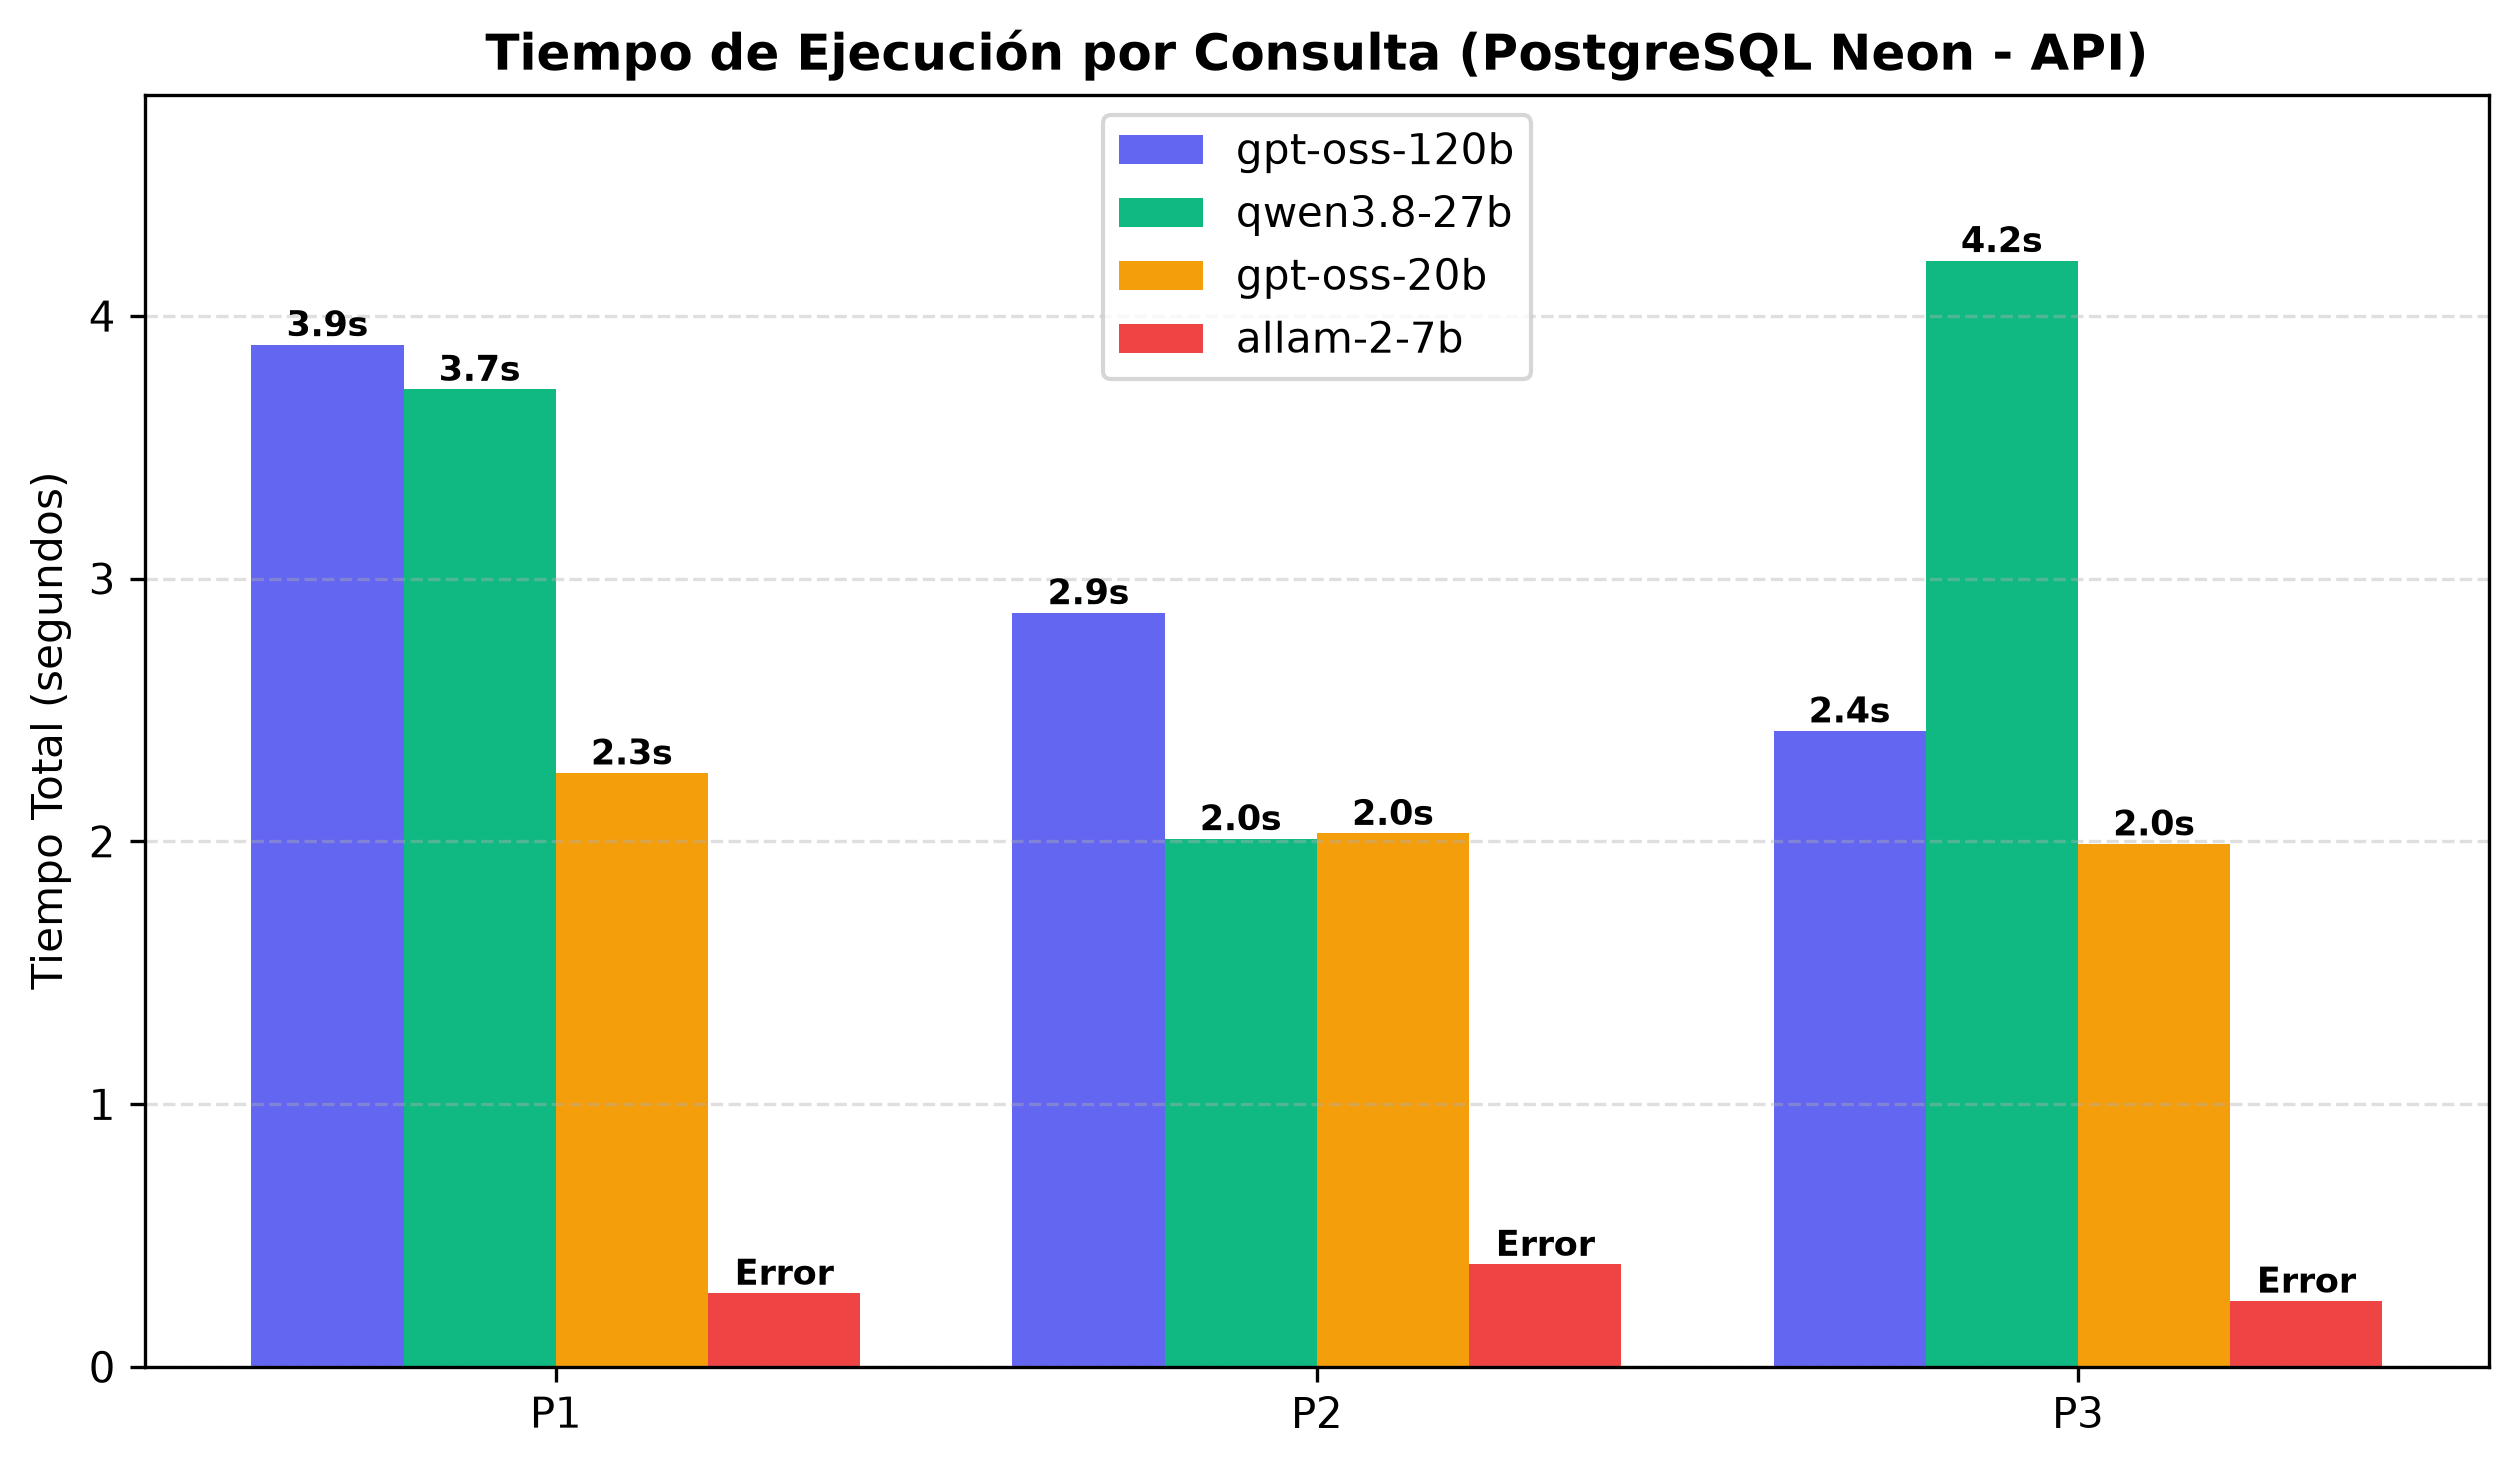 Tiempo de Ejecución por Consulta (PostgreSQL Neon - API)
gpt-oss-120b
qwen3.8-27b
gpt-oss-20b
allam-2-7b
Tiempo Total (segundos)
4
3
2
1
0
3.9s
3.7s
2.3s
Error
2.9s
2.0s
2.0s
Error
2.4s
4.2s
2.0s
Error
P1
P2
P3